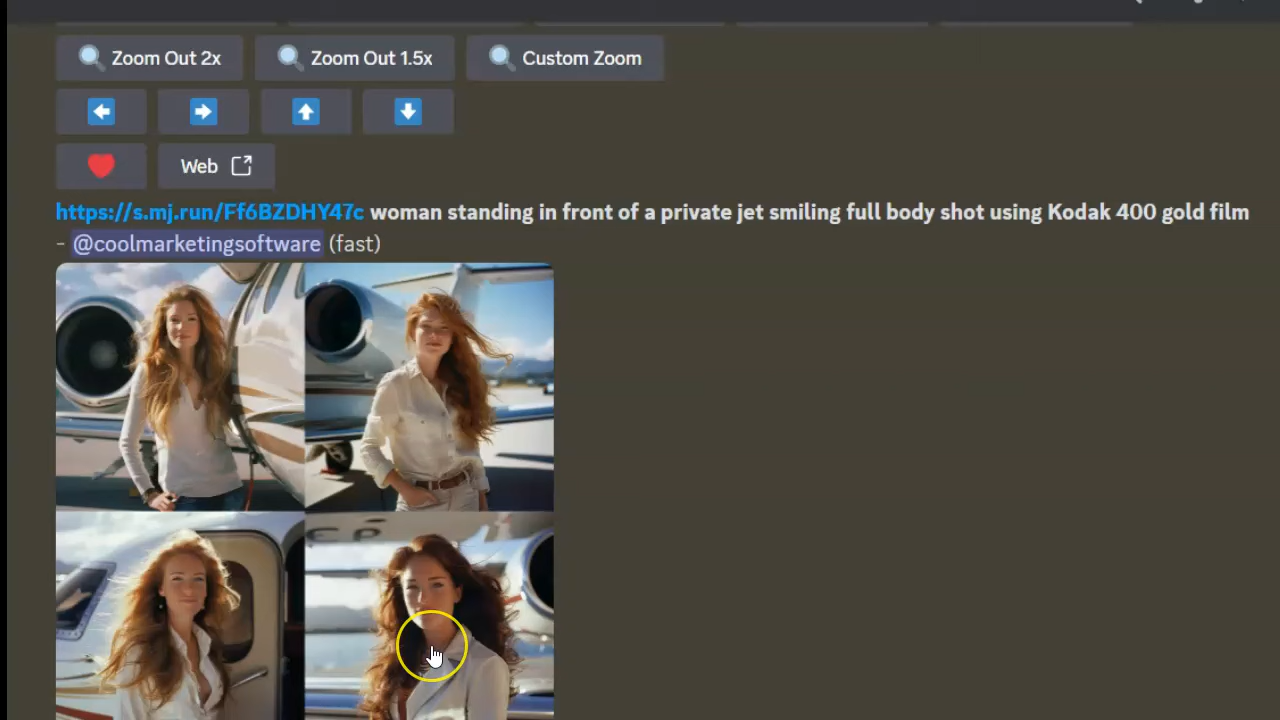 Zoom Out 2x
Zoom Out 1.5x
Custom Zoom
Web
https://s.mj.run/Ff6BZDHY47c woman standing in front of a private jet smiling full body shot using Kodak 400 gold film
- @coolmarketingsoftware (fast)